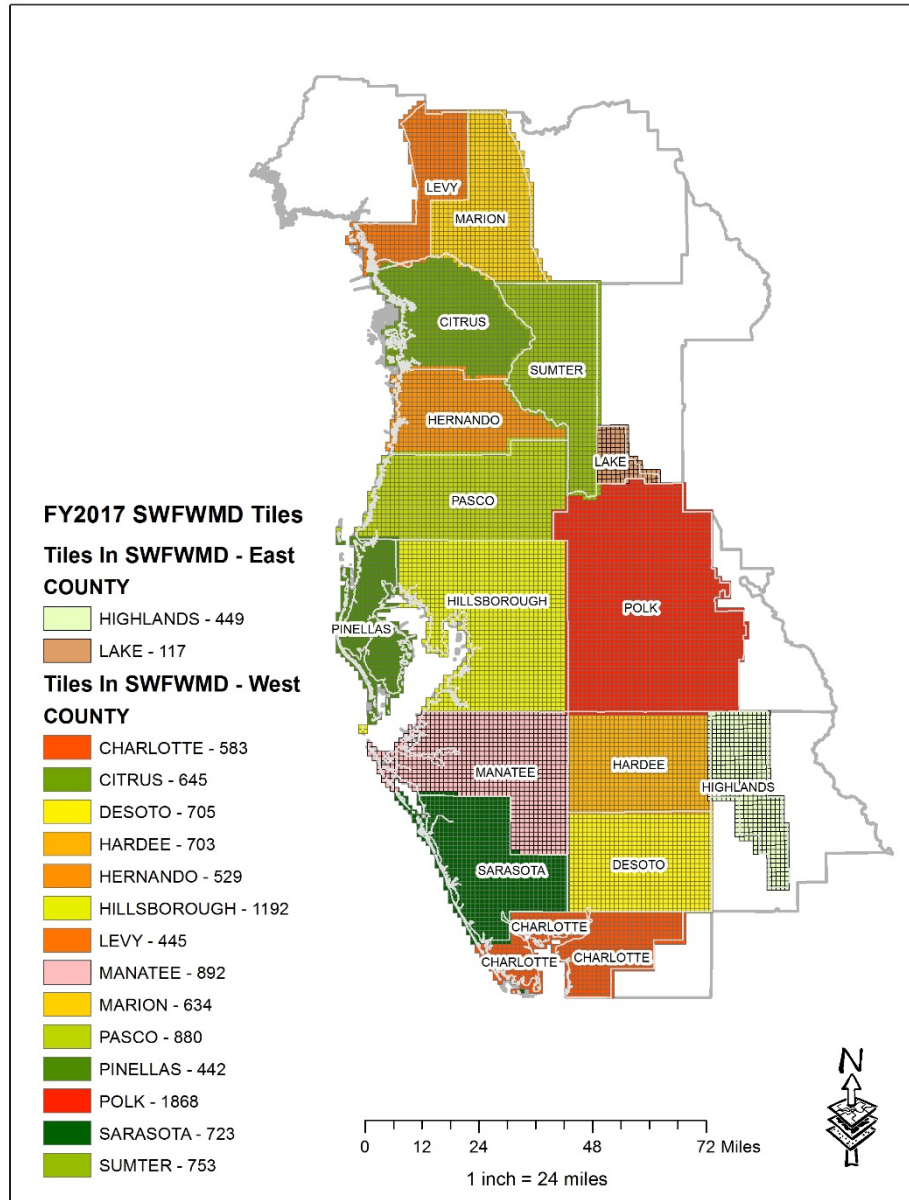 LEVY
MARION
CITRUS
SUMTER
HERNANDO
LAKE
PASCO
FY2017 SWFWMD Tiles
Tiles In SWFWMD - East
COUNTY
HIGHLANDS - 449
LAKE - 117
Tiles In SWFWMD - West
COUNTY
CHARLOTTE - 583
CITRUS - 645
DESOTO - 705
HARDEE - 703
HERNANDO - 529
HILLSBOROUGH - 1192
LEVY - 445
MANATEE - 892
MARION - 634
PASCO - 880
PINELLAS - 442
POLK - 1868
SARASOTA - 723
SUMTER - 753
HILLSBOROUGH
POLK
PINELLAS
MANATEE
HARDEE
HIGHLANDS
SARASOTA
DESOTO
CHARLOTTE
CHARLOTTE
CHARLOTTE
N
0 12 24 48 72 Miles
1 inch = 24 miles